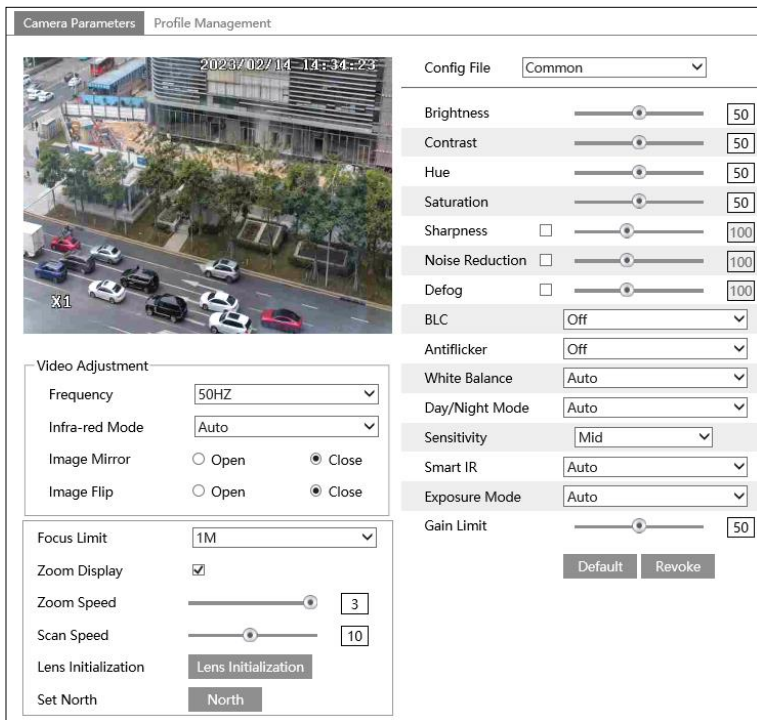 Camera Parameters Profile Management
2023/02/14 14:34:23
X1
Config File Common
Brightness 50
Contrast 50
Hue 50
Saturation 50
Sharpness 100
Noise Reduction 100
Defog 100
BLC Off
Antiflicker Off
White Balance Auto
Day/Night Mode Auto
Sensitivity Mid
Smart IR Auto
Exposure Mode Auto
Gain Limit 50
Default Revoke
Video Adjustment
Frequency 50HZ
Infra-red Mode Auto
Image Mirror Open Close
Image Flip Open Close
Focus Limit 1M
Zoom Display
Zoom Speed 3
Scan Speed 10
Lens Initialization Lens Initialization
Set North North